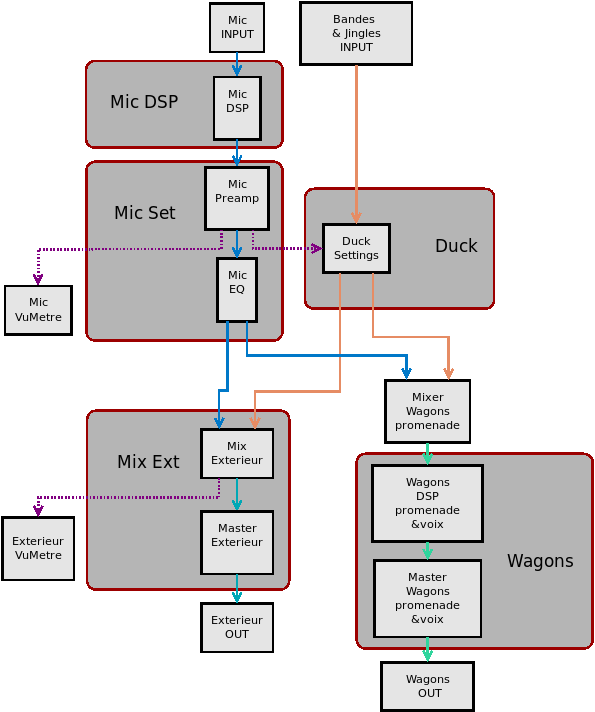 Mic
INPUT
Bandes
& Jingles
INPUT
Mic DSP
Mic
DSP
Mic Set
Mic
Preamp
Duck
Settings
Duck
Mic
EQ
Mic
VuMetre
Mixer
Wagons
promenade
Mix Ext
Mix
Exterieur
Wagons
DSP
promenade
&voix
Exterieur
VuMetre
Master
Exterieur
Wagons
Master
Wagons
promenade
&voix
Exterieur
OUT
Wagons
OUT